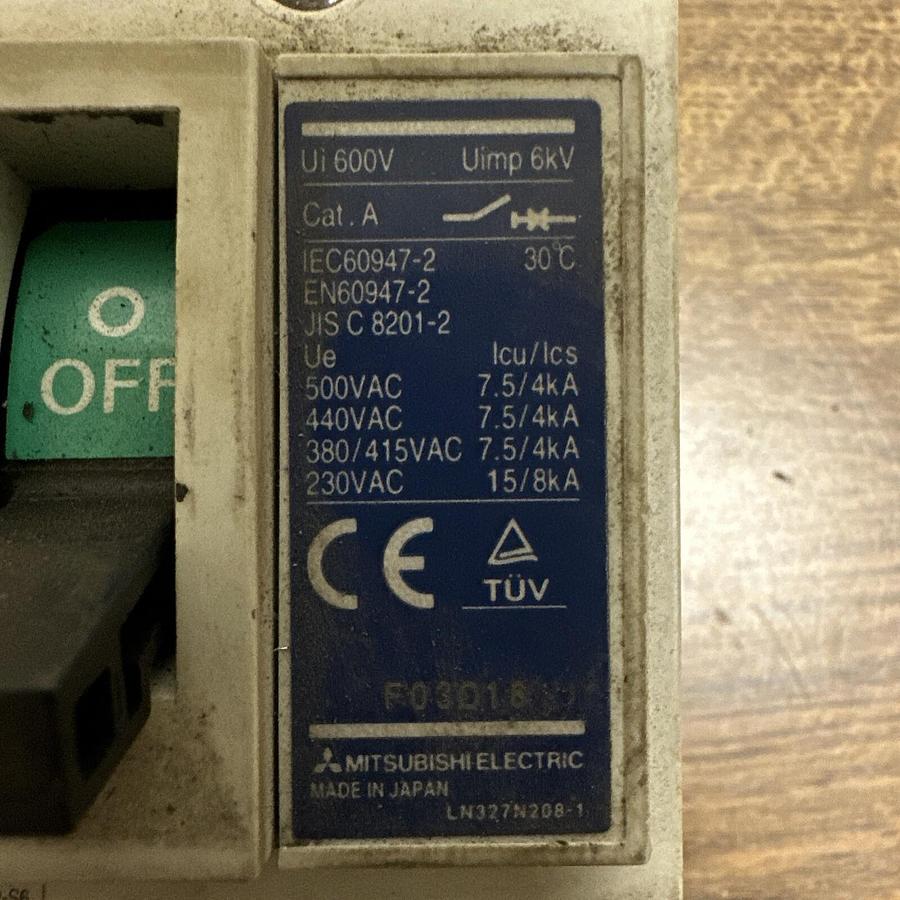 Ui 600V Uimp 6kV
Cat. A
IEC60947-2 30℃
EN60947-2
JIS C 8201-2
Ue Icu/Ics
500VAC 7.5/4kA
440VAC 7.5/4kA
380/415VAC 7.5/4kA
230VAC 15/8kA
CE
TÜV
MITSUBISHI ELECTRIC
MADE IN JAPAN
LN327N208-1
O
OFF